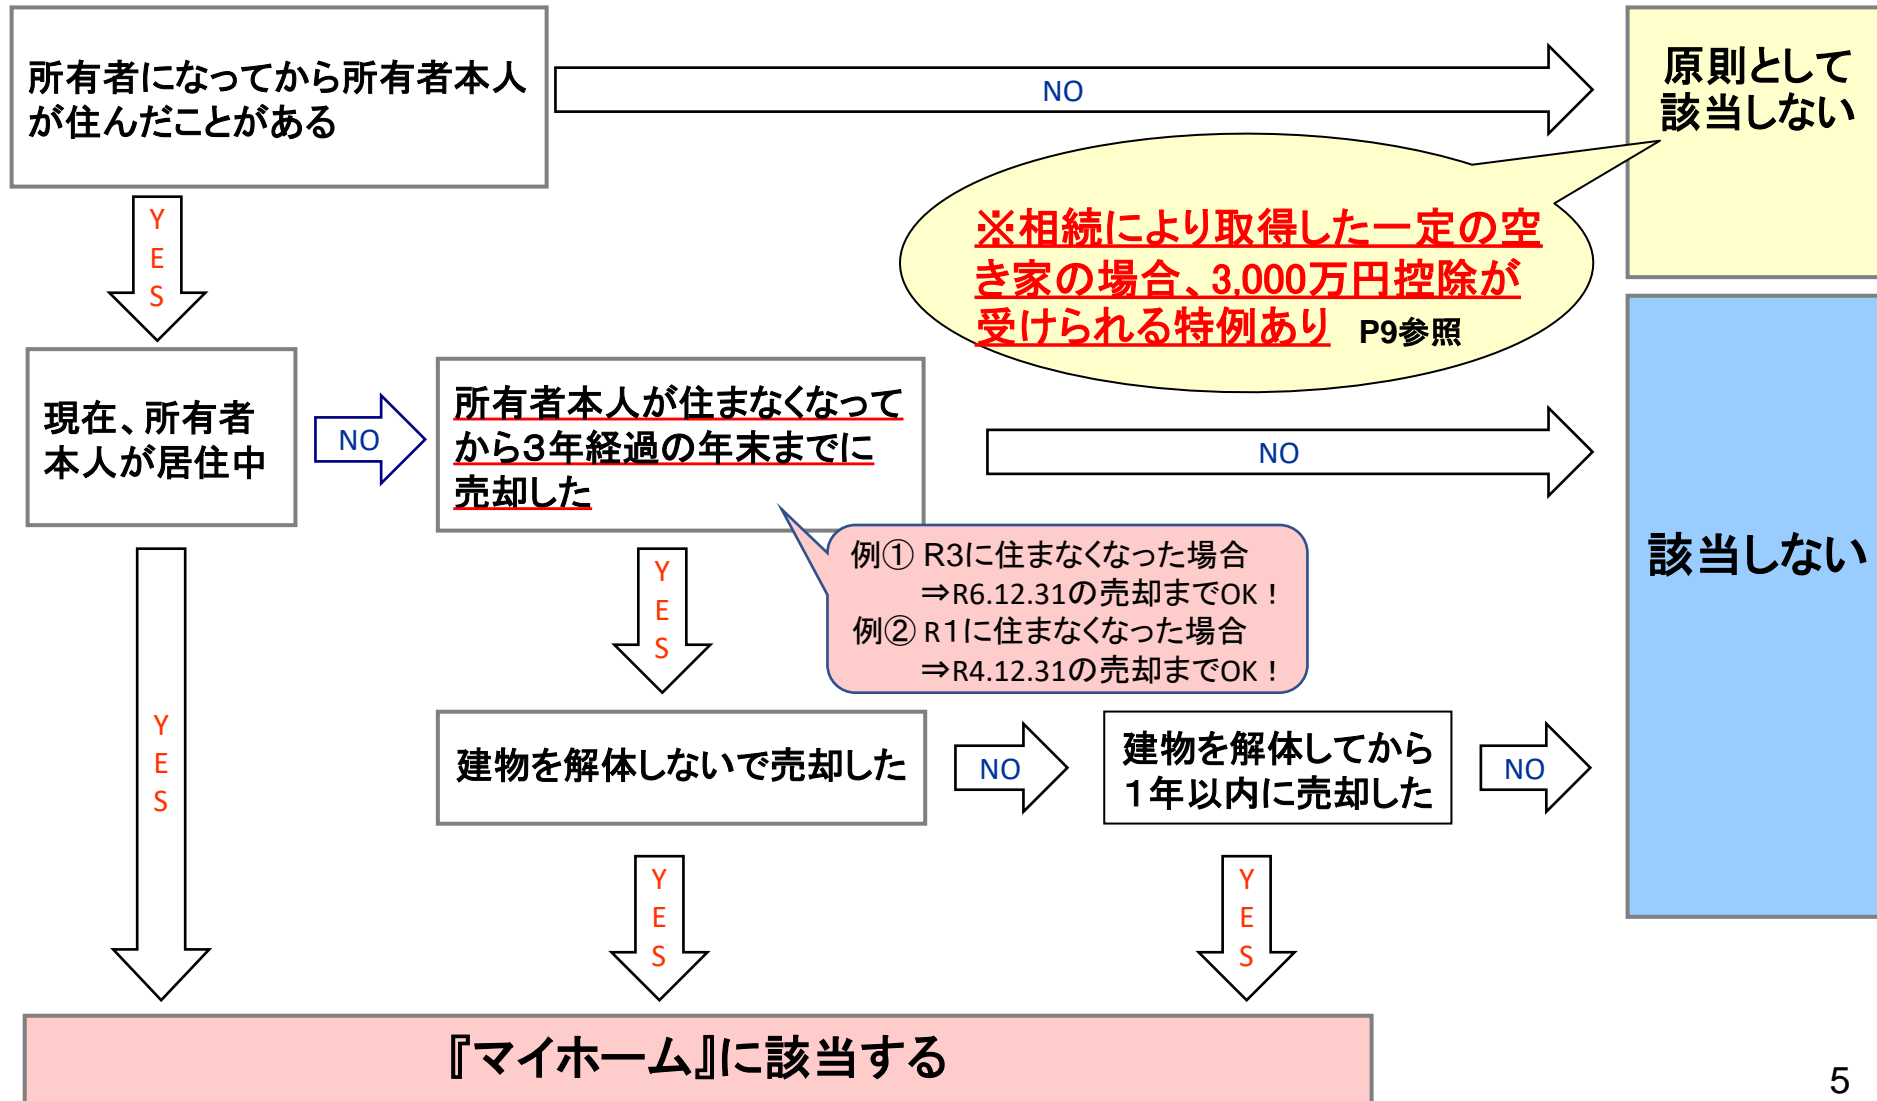 所有者になってから所有者本人
が住んだことがある
NO
原則として
該当しない
※相続により取得した一定の空
き家の場合、3,000万円控除が
受けられる特例あり P9参照
YES
現在、所有者
本人が居住中
NO
所有者本人が住まなくなって
から3年経過の年末までに
売却した
NO
該当しない
例① R3に住まなくなった場合
⇒R6.12.31の売却までOK！
例② R1に住まなくなった場合
⇒R4.12.31の売却までOK！
YES
YES
建物を解体しないで売却した
NO
建物を解体してから
1年以内に売却した
NO
YES
YES
『マイホーム』に該当する
5